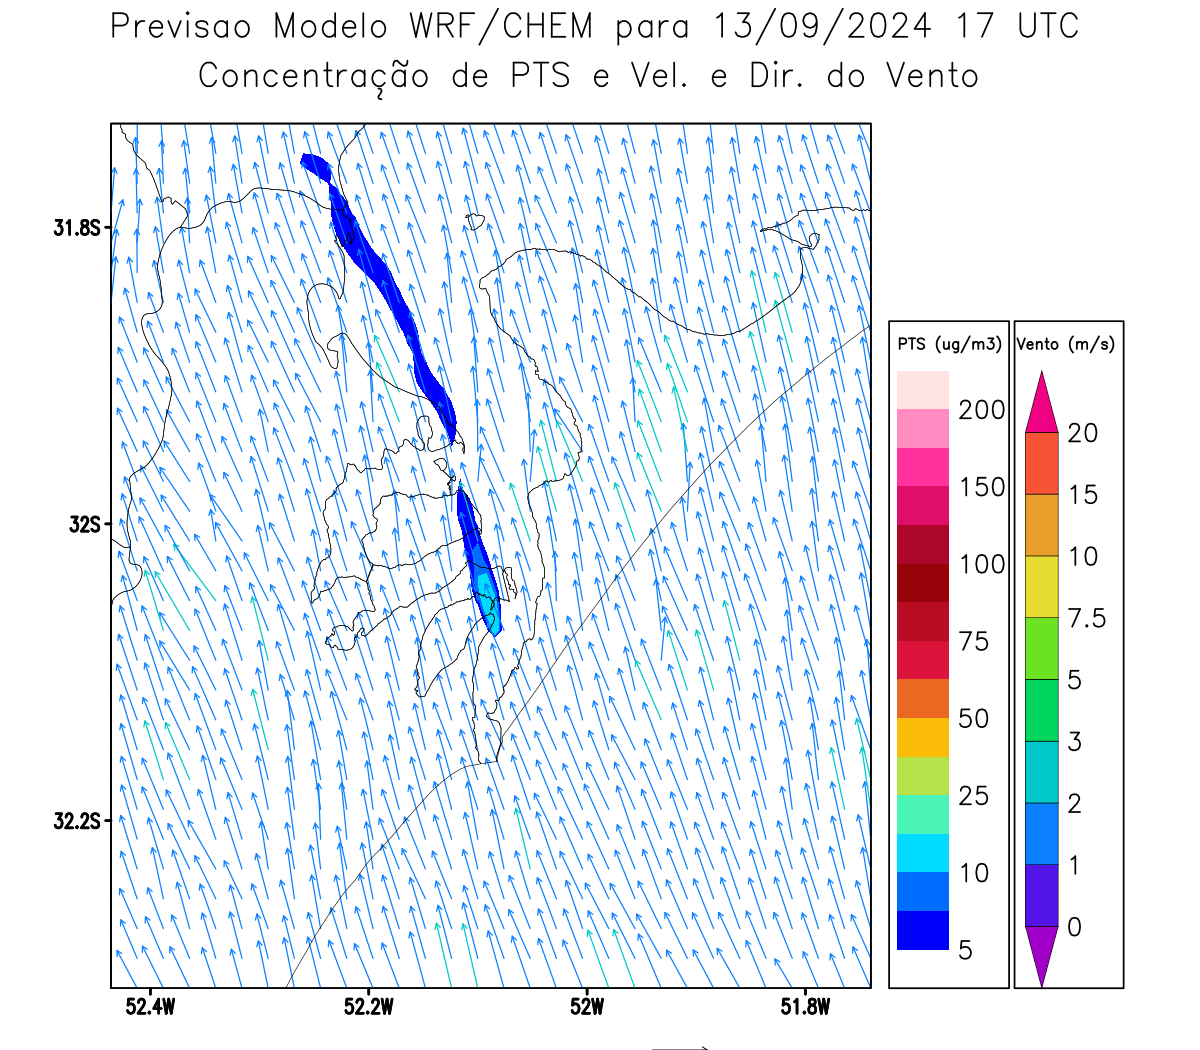 Previsao Modelo WRF/CHEM para 13/09/2024 17 UTC
Concentração de PTS e Vel. e Dir. do Vento
31.8S
32S
32.2S
52.4W
52.2W
52W
51.8W
PTS (ug/m3)
200
150
100
75
50
25
10
5
Vento (m/s)
20
15
10
7.5
5
3
2
1
0